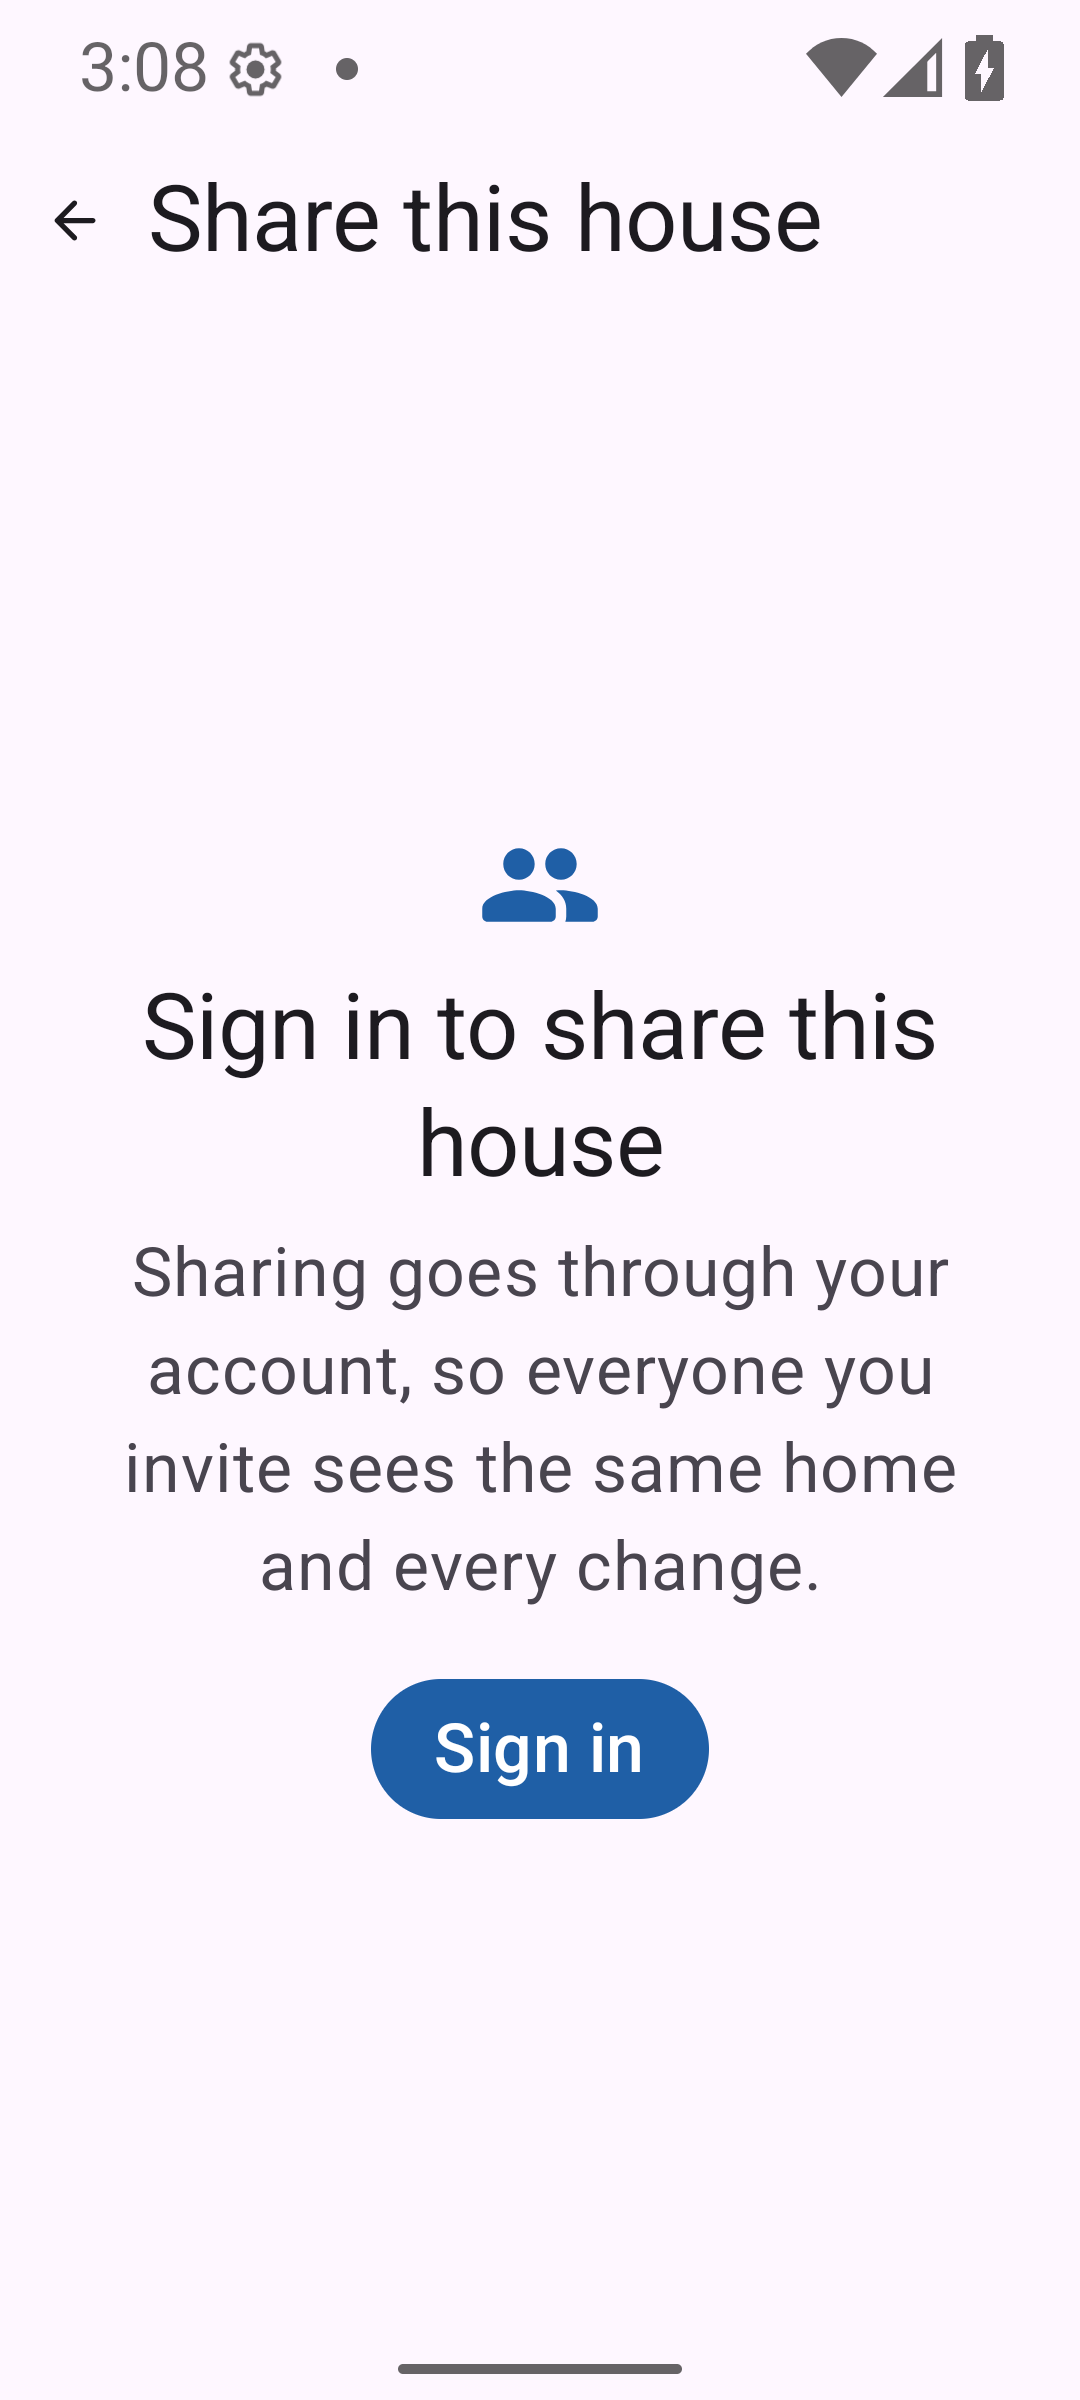 3:08
Share this house
Sign in to share this
house
Sharing goes through your
account, so everyone you
invite sees the same home
and every change.
Sign in